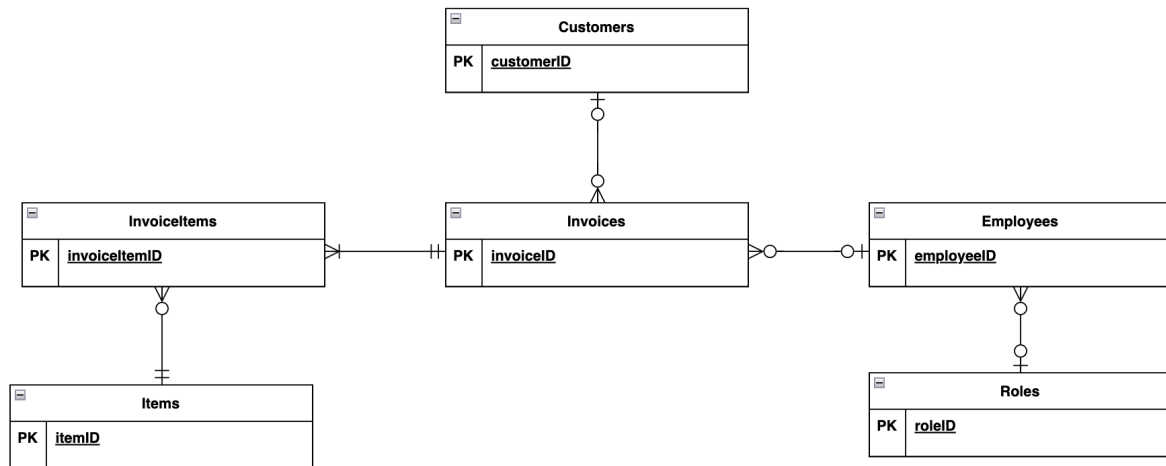 Customers
PK customerID
InvoiceItems
PK invoiceItemID
Invoices
PK invoiceID
Employees
PK employeeID
Items
PK itemID
Roles
PK roleID